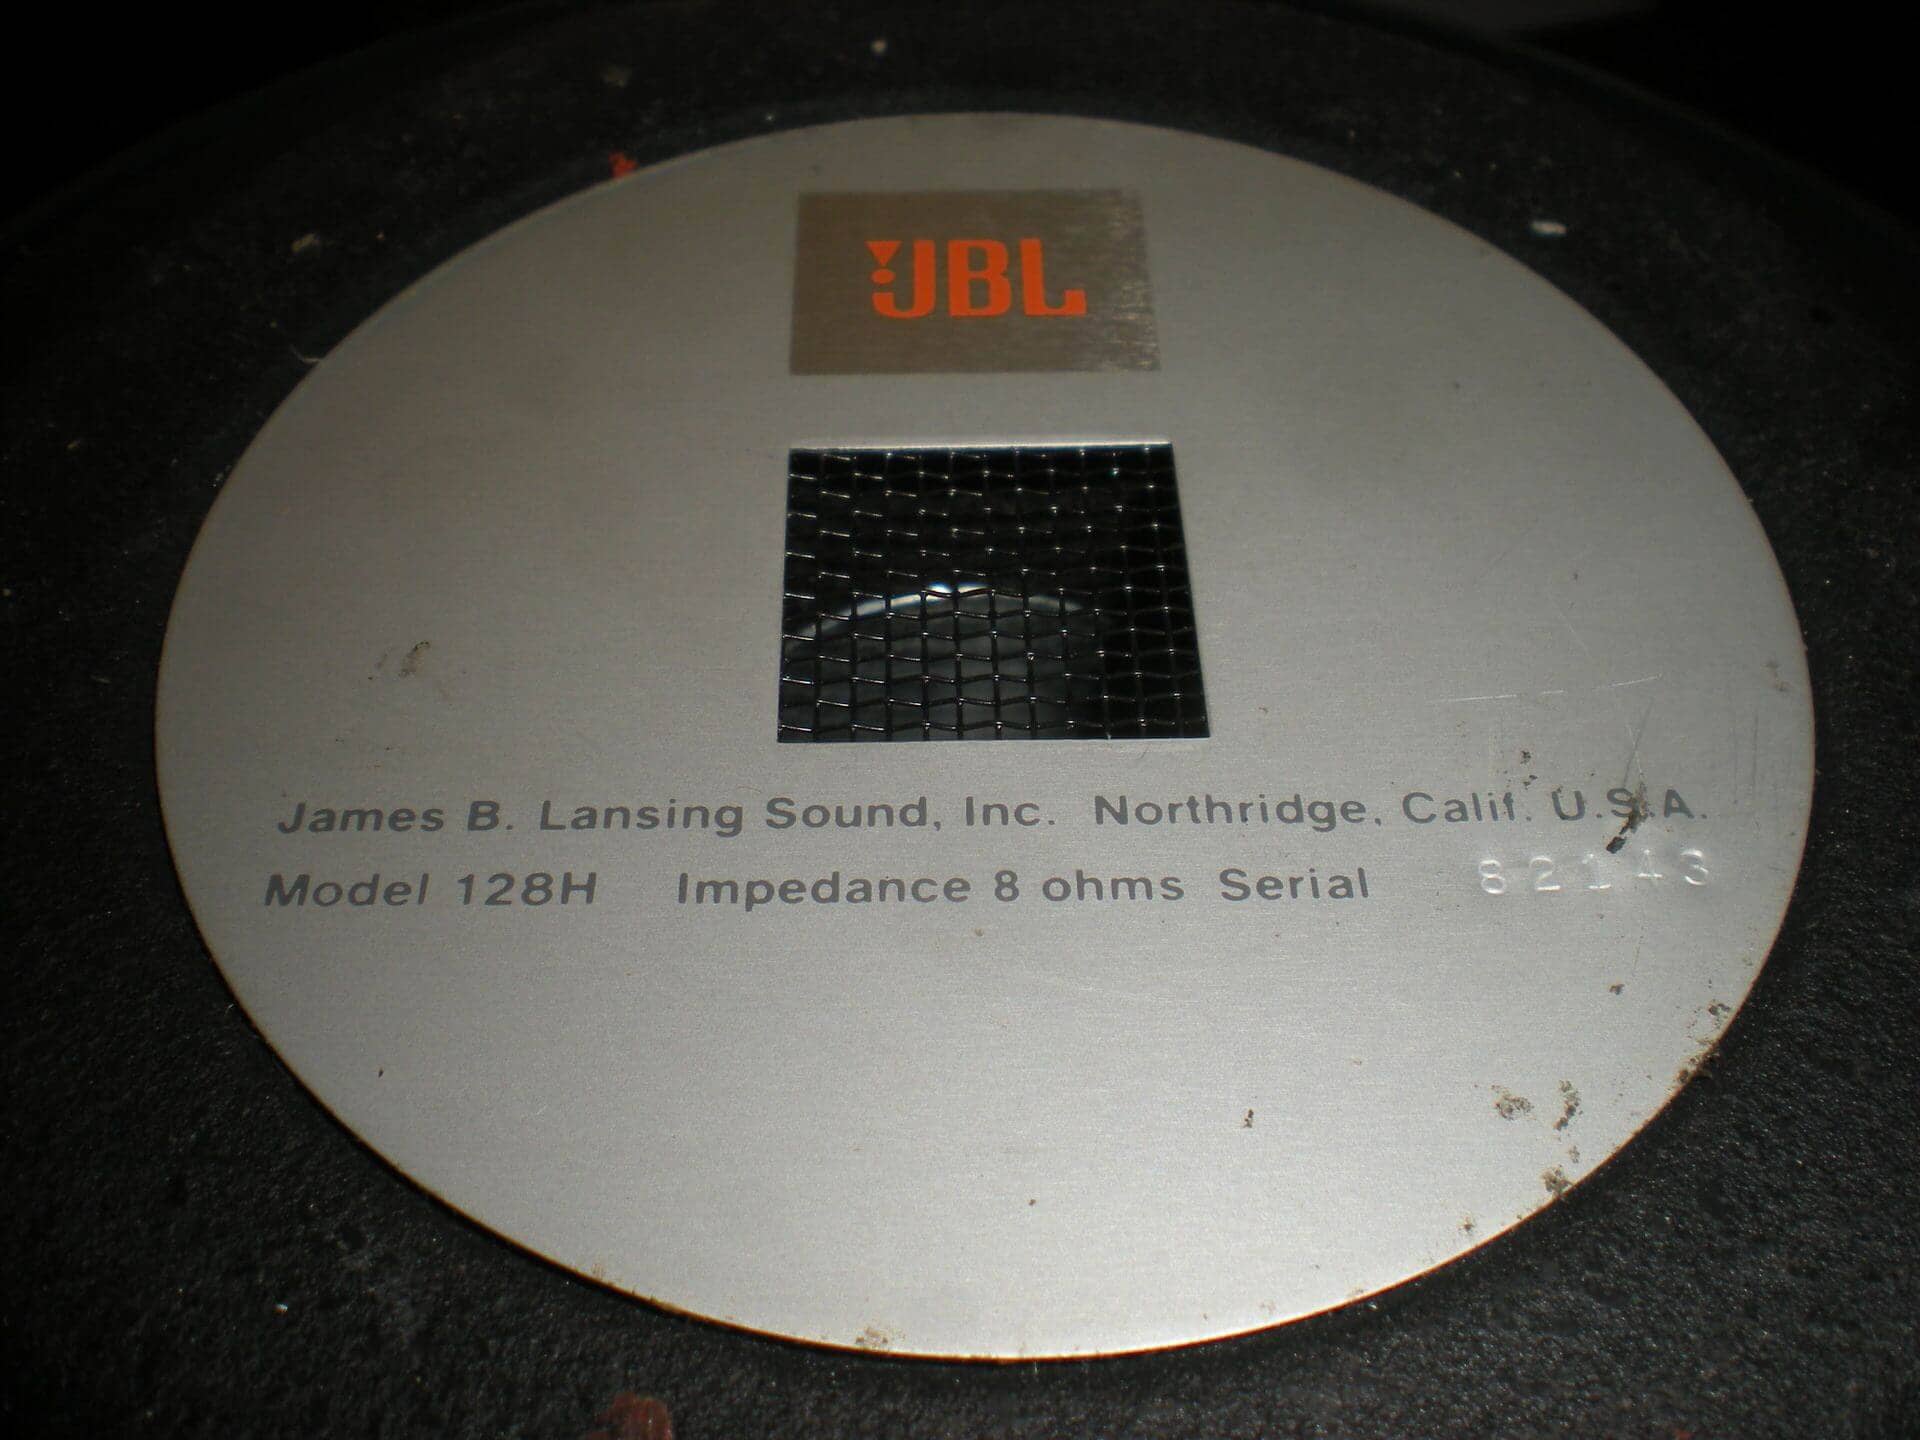 JBL
James B. Lansing Sound, Inc. Northridge, Calif. U.S.A.
Model 128H Impedance 8 ohms Serial 82143